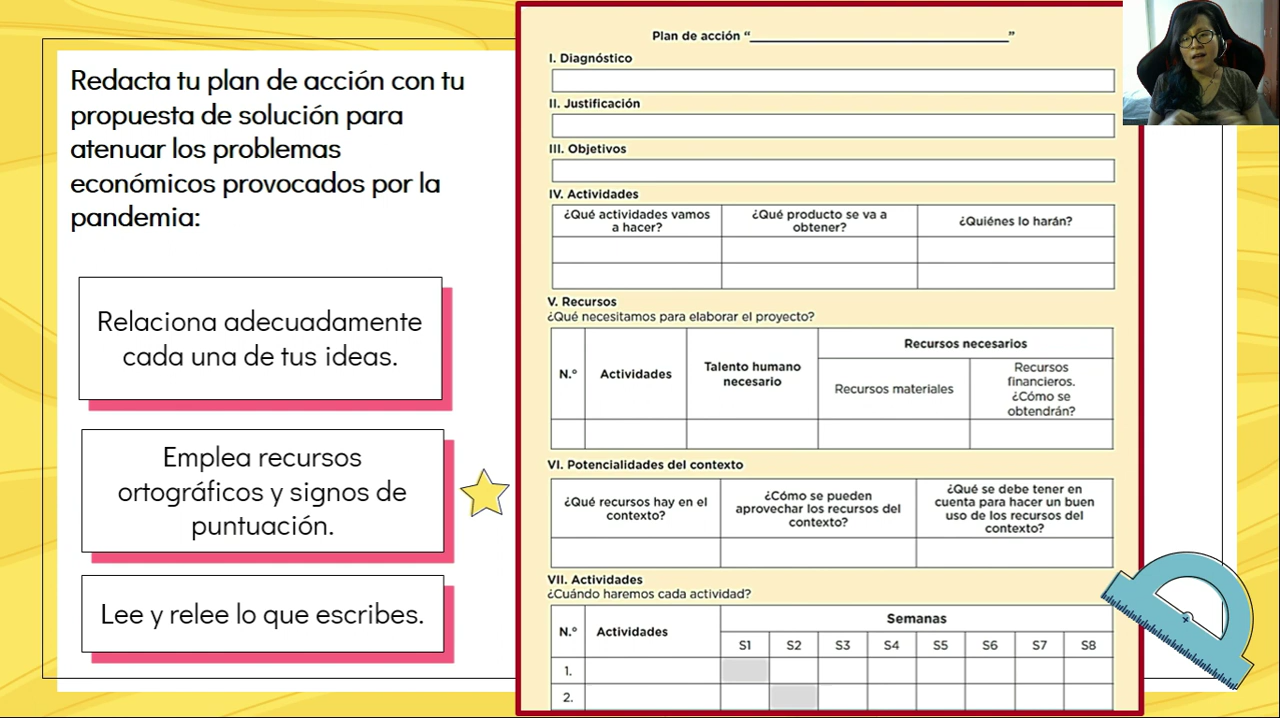 Redacta tu plan de acción con tu
propuesta de solución para
atenuar los problemas
económicos provocados por la
pandemia:
Relaciona adecuadamente
cada una de tus ideas.
Emplea recursos
ortográficos y signos de
puntuación.
Lee y relee lo que escribes.
Plan de acción “____________________________________”
I. Diagnóstico
II. Justificación
III. Objetivos
IV. Actividades
¿Qué actividades vamos
a hacer?
¿Qué producto se va a
obtener?
¿Quiénes lo harán?
V. Recursos
¿Qué necesitamos para elaborar el proyecto?
N.°
Actividades
Talento humano
necesario
Recursos necesarios
Recursos materiales
Recursos
financieros.
¿Cómo se
obtendrán?
VI. Potencialidades del contexto
¿Qué recursos hay en el
contexto?
¿Cómo se pueden
aprovechar los recursos del
contexto?
¿Qué se debe tener en
cuenta para hacer un buen
uso de los recursos del
contexto?
VII. Actividades
¿Cuándo haremos cada actividad?
N.°
Actividades
Semanas
S1 S2 S3 S4 S5 S6 S7 S8
1.
2.